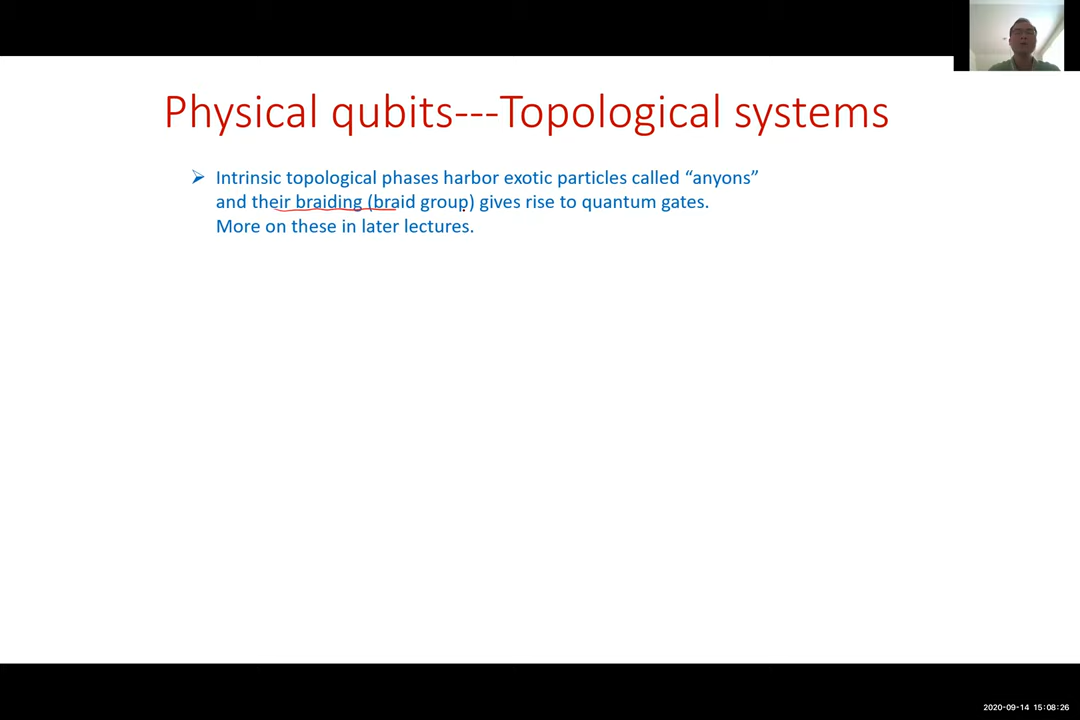 Physical qubits---Topological systems
➢ Intrinsic topological phases harbor exotic particles called “anyons”
and their braiding (braid group) gives rise to quantum gates.
More on these in later lectures.
2020-09-14 15:08:26